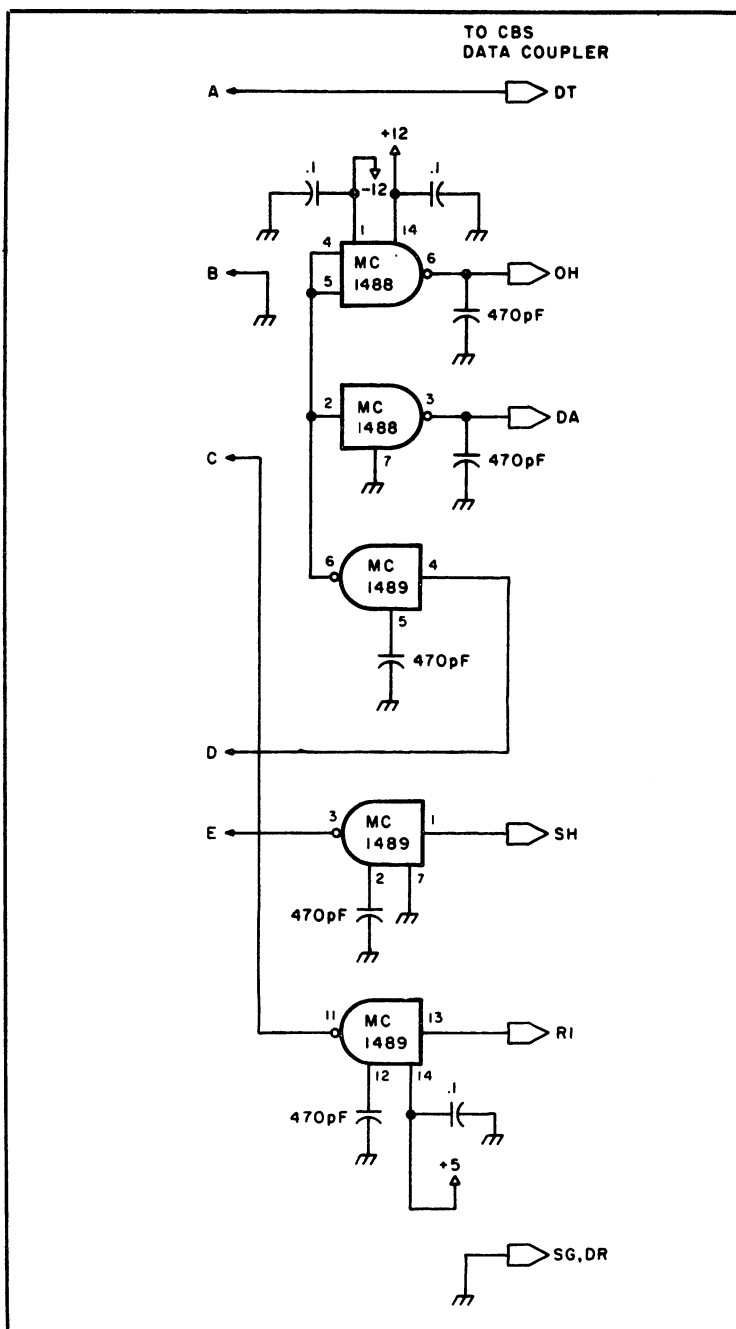 TO CBS
DATA COUPLER
A
DT
+12
.1
-12
.1
1
14
4
5
MC
1488
6
OH
B
470pF
2
MC
1488
3
DA
7
470pF
C
6
MC
1489
4
5
470pF
D
3
MC
1489
1
E
SH
2
7
470pF
11
MC
1489
13
RI
12
14
.1
470pF
+5
SG,DR